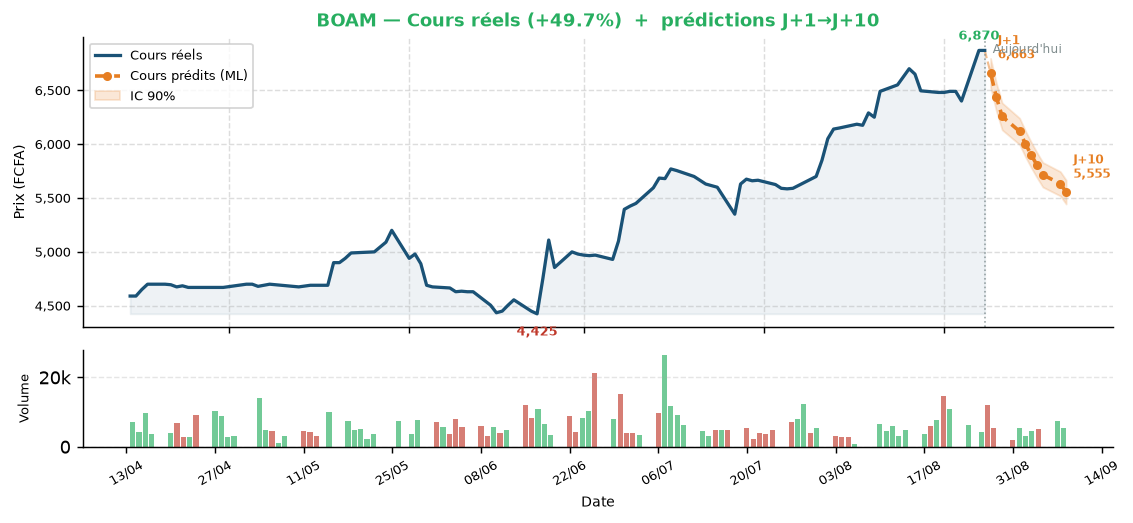 BOAM — Cours réels (+49.7%) + prédictions J+1→J+10
Cours réels
Cours prédits (ML)
IC 90%
6,870
J+1
6,663
Aujourd'hui
J+10
5,555
4,425
Prix (FCFA)
6,500
6,000
5,500
5,000
4,500
Volume
20k
0
13/04
27/04
11/05
25/05
08/06
22/06
06/07
20/07
03/08
17/08
31/08
14/09
Date